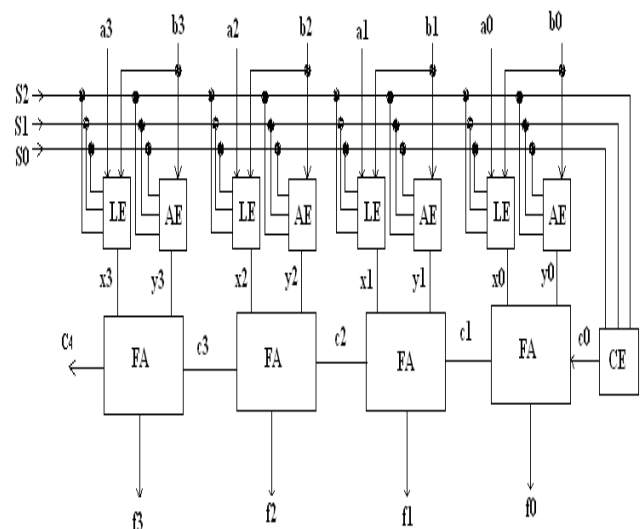 a3 b3 a2 b2 a1 b1 a0 b0
S2
S1
S0
LE AE LE AE LE AE LE AE
x3 y3 x2 y2 x1 y1 x0 y0
C4 FA c3 FA c2 FA c1 FA c0 CE
f3 f2 f1 f0